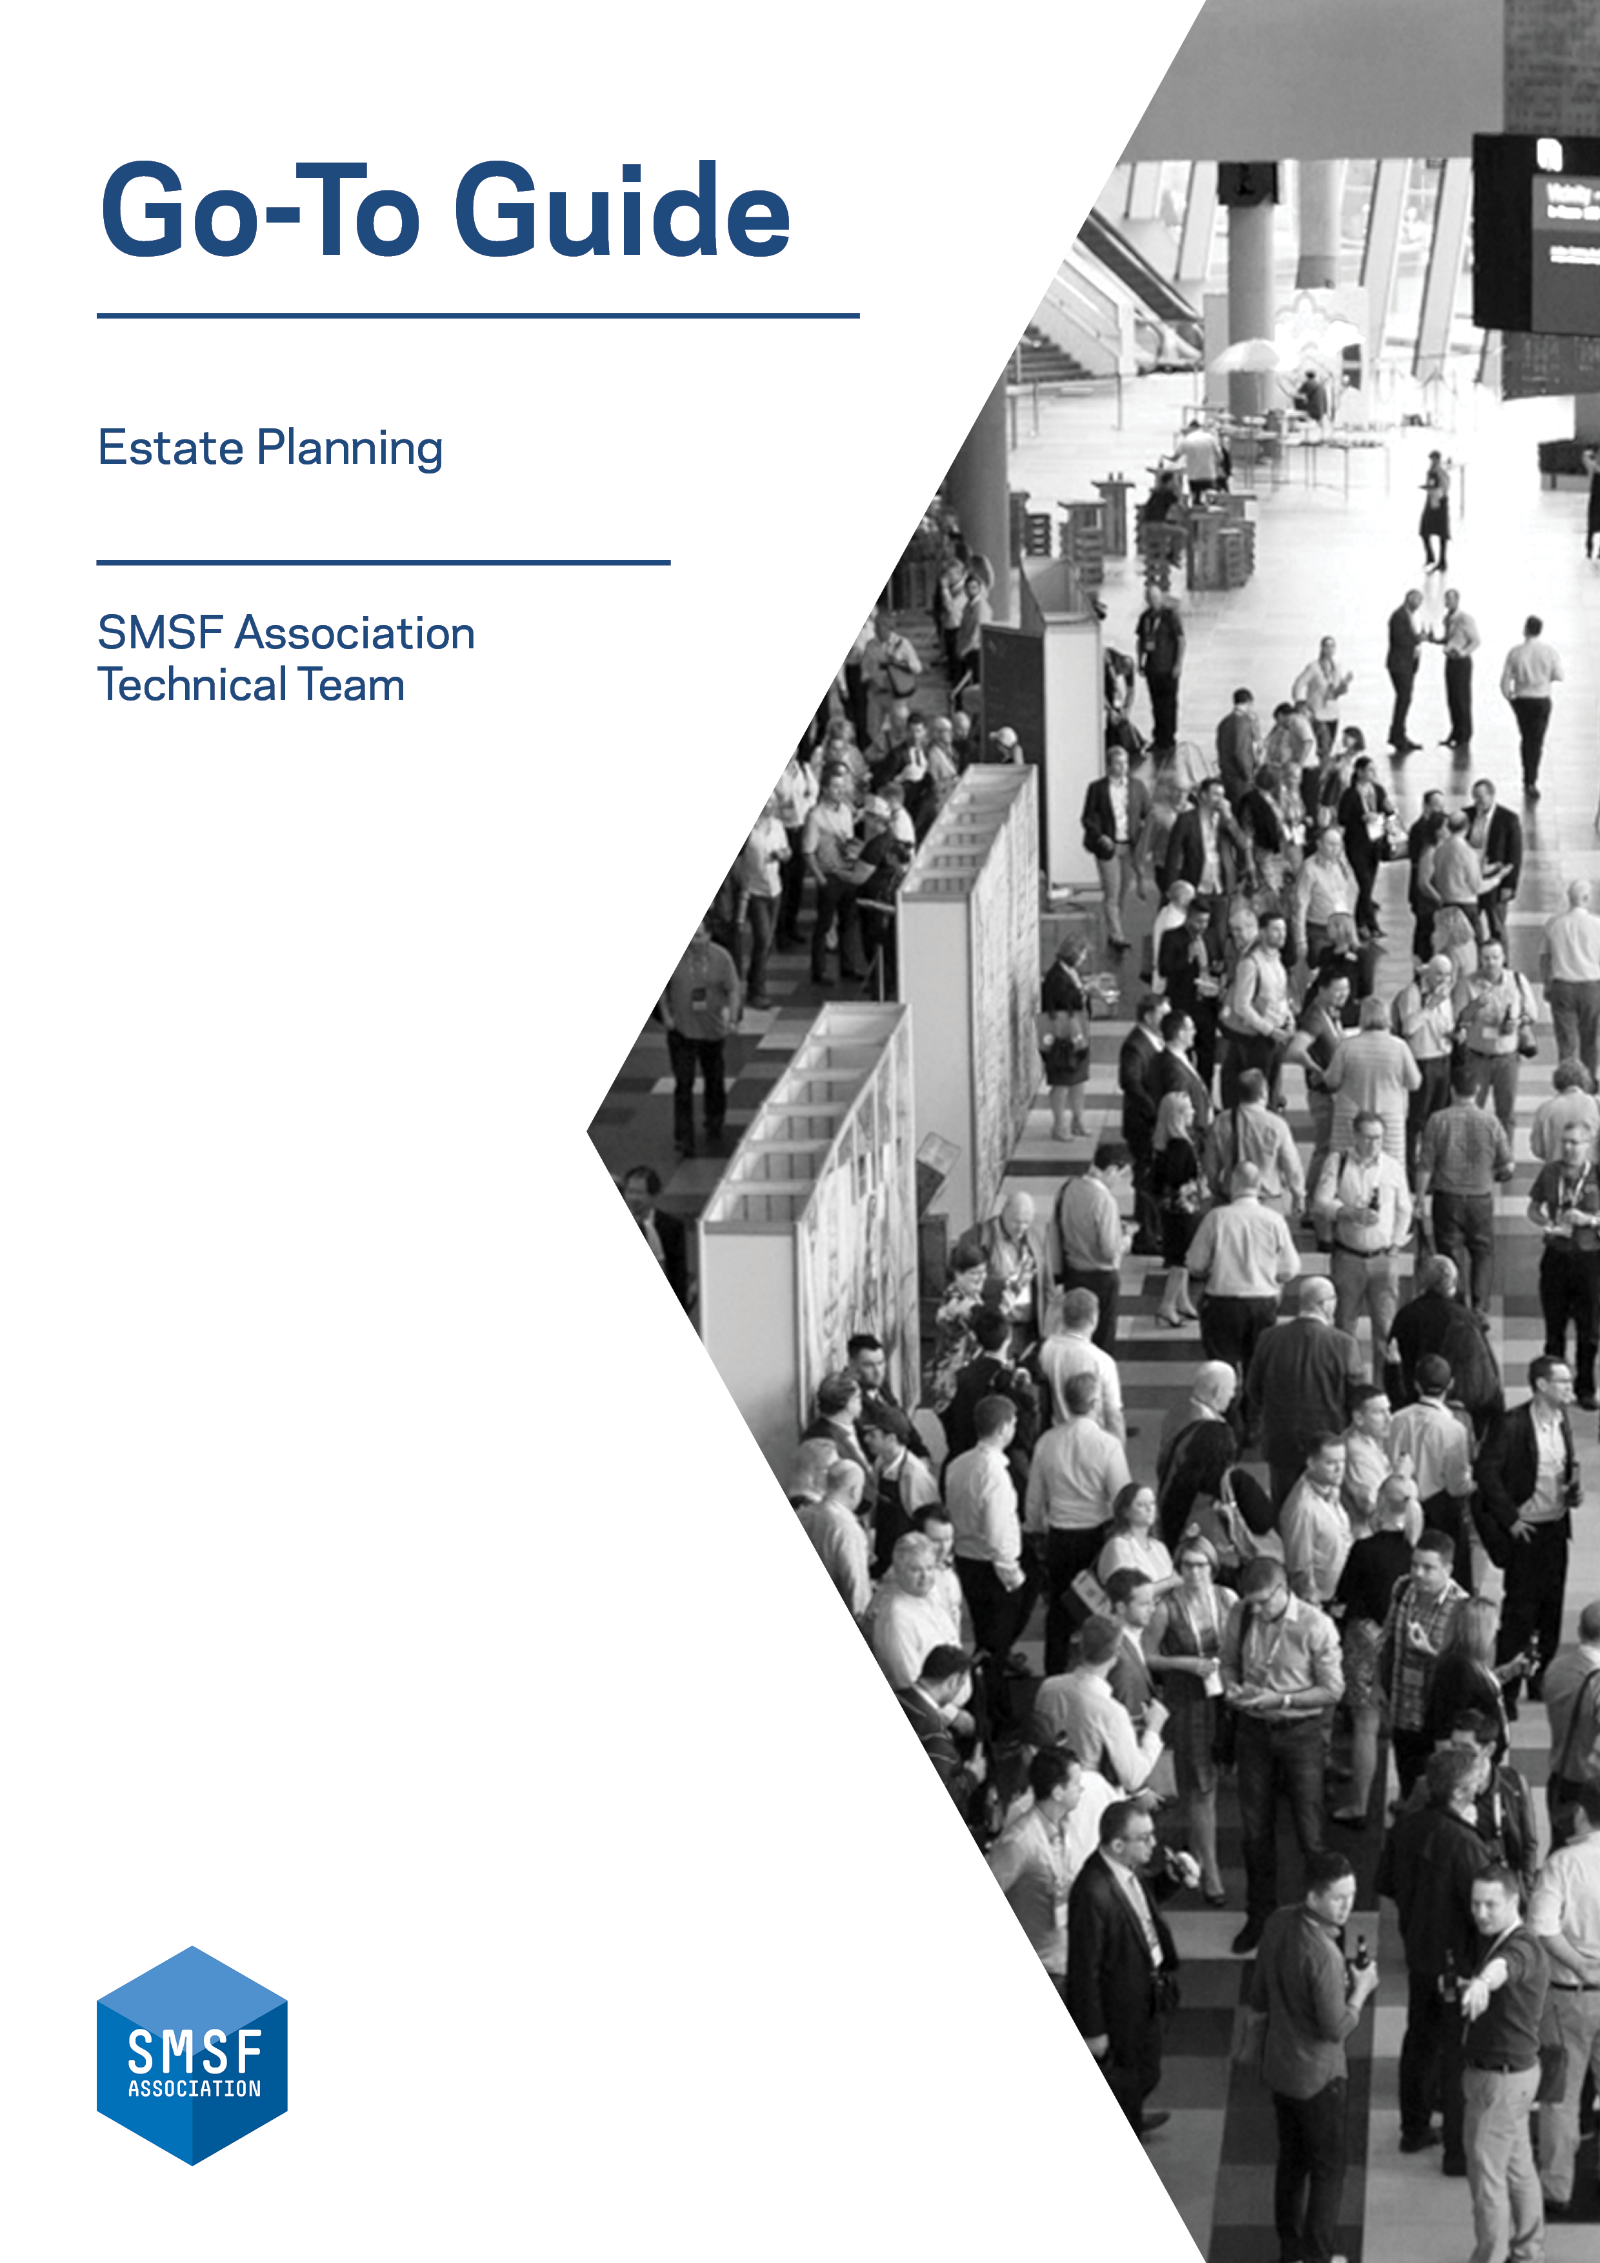 Go-To Guide
Estate Planning
SMSF Association
Technical Team
SMSF
ASSOCIATION